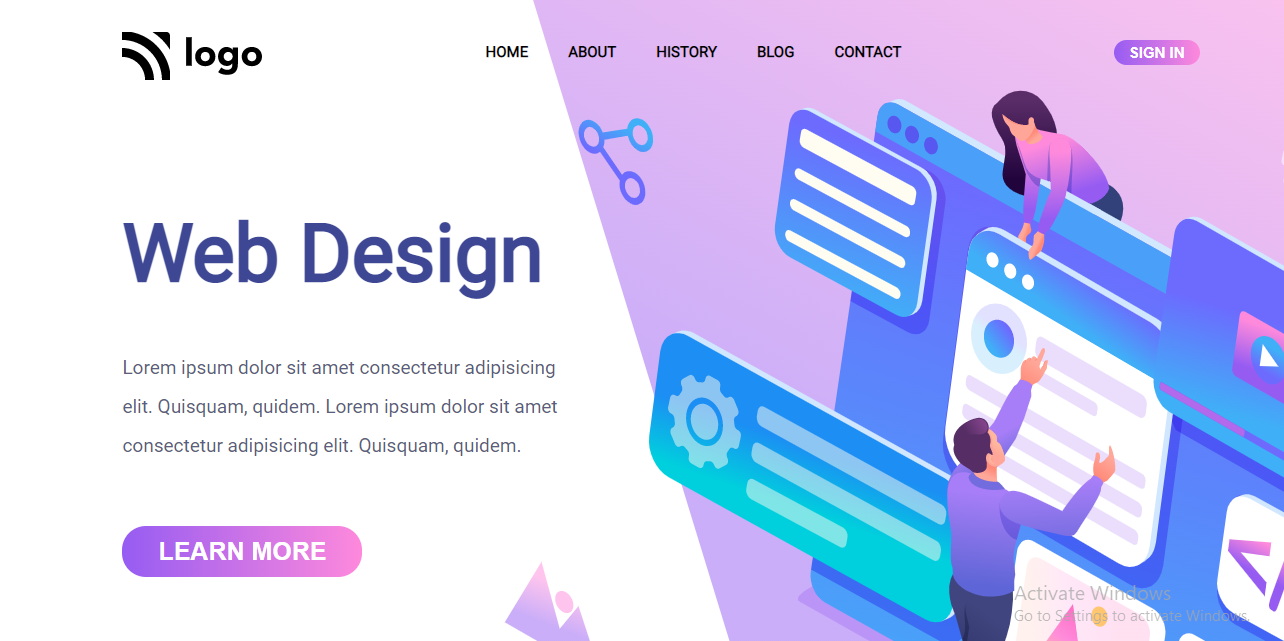 logo
HOME ABOUT HISTORY BLOG CONTACT
SIGN IN
Web Design
Lorem ipsum dolor sit amet consectetur adipisicing
elit. Quisquam, quidem. Lorem ipsum dolor sit amet
consectetur adipisicing elit. Quisquam, quidem.
LEARN MORE
Activate Windows
Go to Settings to activate Windows.